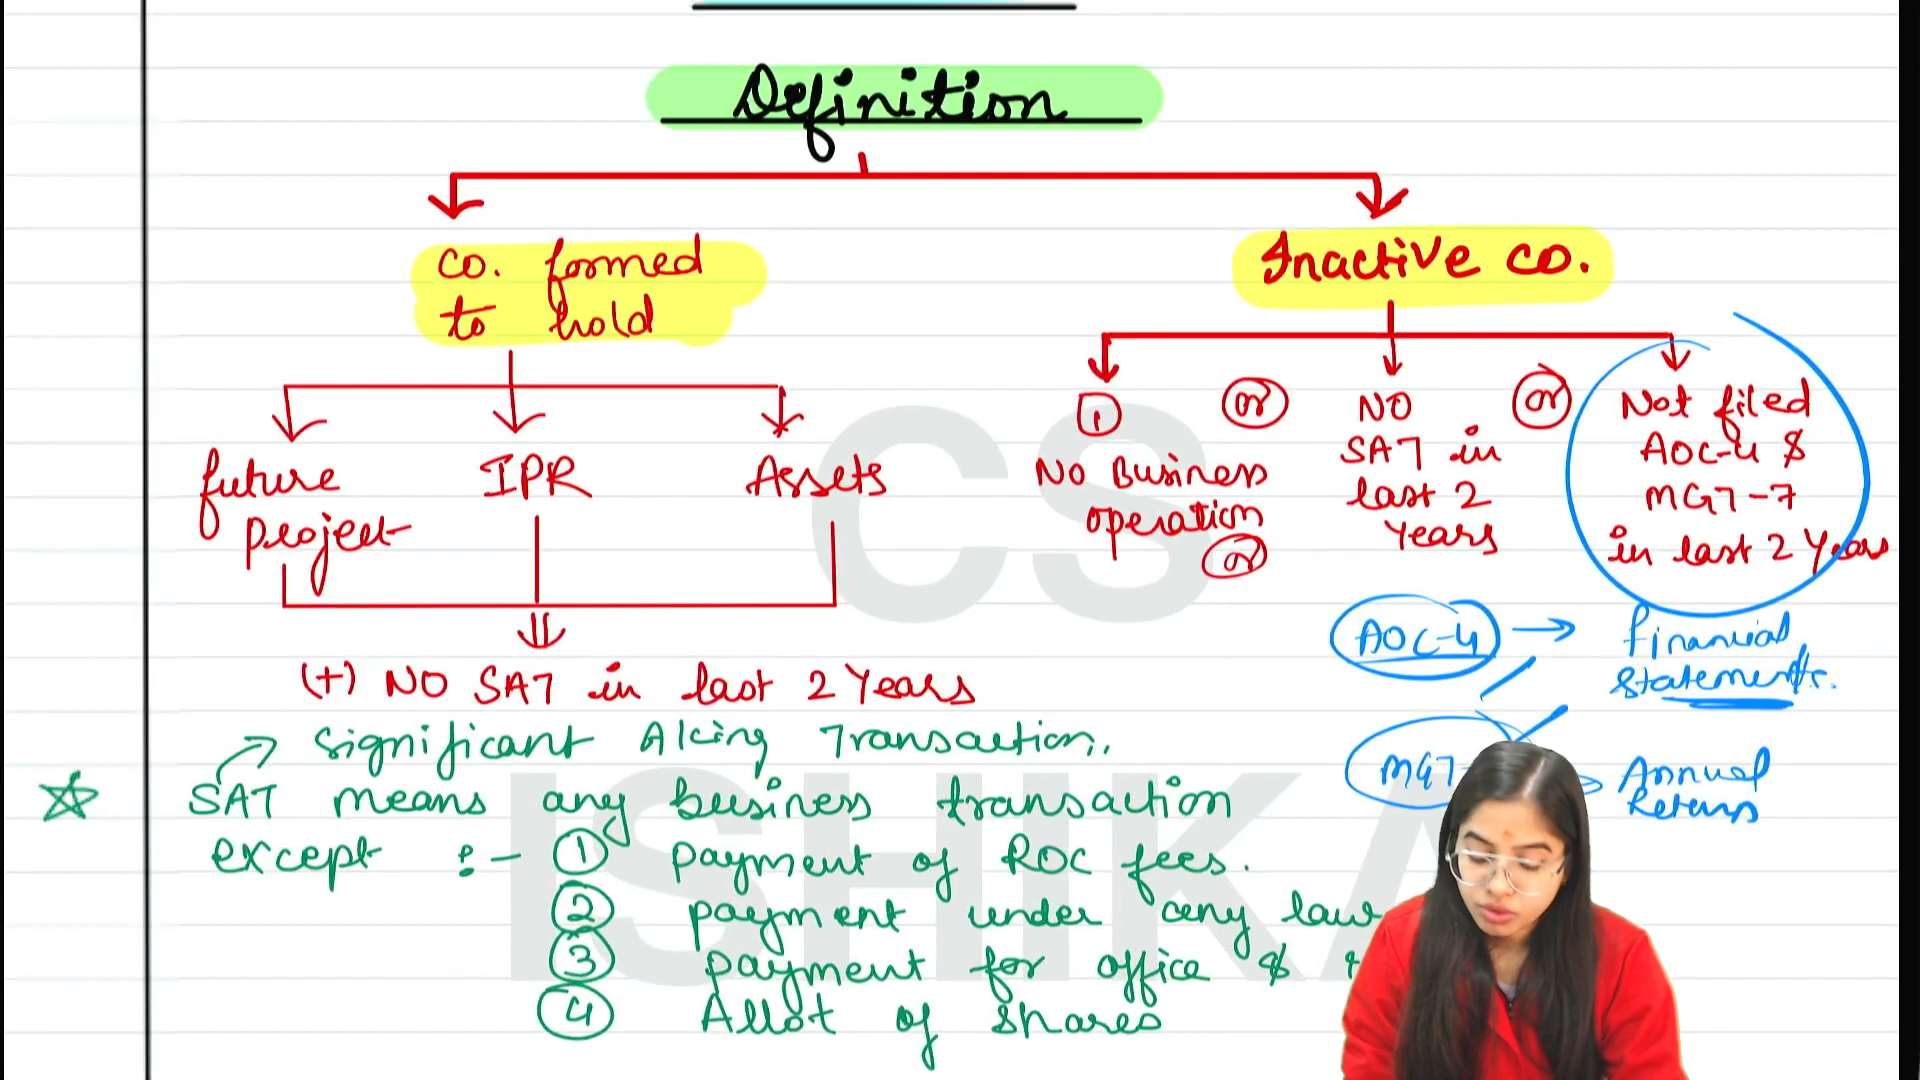 Definition
co. formed
to hold
Inactive co.
future
project
IPR
Assets
1
No Business
operation
or
or
NO
SAT in
last 2
Years
or
Not filed
AOC-4 &
MGT-7
in last 2 Years
(+) NO SAT in last 2 Years
AOC-4 → financial
statements.
MGT
Annual
Return
Significant A/cing Transaction.
SAT means any business transaction
except :- 1 payment of ROC fees.
2 payment under any law
3 payment for office &
4 Allot of shares
CS
ISHIKA